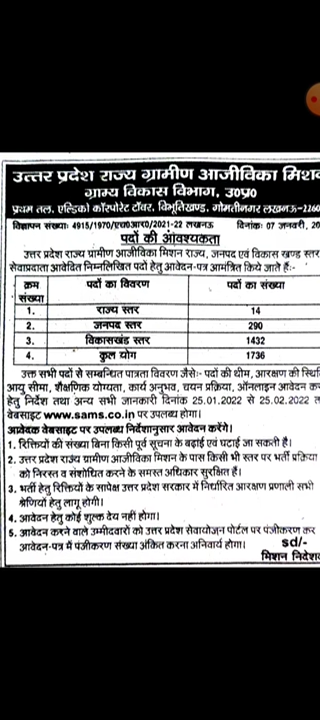 उत्तर प्रदेश राज्य ग्रामीण आजीविका मिशन
ग्राम्य विकास विभाग, उ०प्र०
प्रथम तल, एल्डिको कॉरपोरेट टॉवर, विभूतिखण्ड, गोमतीनगर लखनऊ-2260
विज्ञापन संख्याः 4915/1970/एच०आर०/2021-22 लखनऊ दिनांकः 07 जनवरी, 20
पदों की आवश्यकता
उत्तर प्रदेश राज्य ग्रामीण आजीविका मिशन राज्य, जनपद एवं विकास खण्ड स्तर
सेवाप्रदाता आवेदित निम्नलिखित पदों हेतु आवेदन-पत्र आमंत्रित किये जाते हैंः-
क्रम संख्या पदों का विवरण पदों का संख्या
1. राज्य स्तर 14
2. जनपद स्तर 290
3. विकासखंड स्तर 1432
4. कुल योग 1736
उक्त सभी पदों से सम्बन्धित पात्रता विवरण जैसेः- पदों की थीम, आरक्षण की स्थिति
आयु सीमा, शैक्षणिक योग्यता, कार्य अनुभव, चयन प्रक्रिया, ऑनलाइन आवेदन कर
हेतु निर्देश तथा अन्य सभी जानकारी दिनांक 25.01.2022 से 25.02.2022 त
वेबसाइट www.sams.co.in पर उपलब्ध होगा।
आवेदक वेबसाइट पर उपलब्ध निर्देशानुसार आवेदन करेंगे।
1. रिक्तियों की संख्या बिना किसी पूर्व सूचना के बढ़ाई एवं घटाई जा सकती है।
2. उत्तर प्रदेश राज्य ग्रामीण आजीविका मिशन के पास किसी भी स्तर पर भर्ती प्रक्रिया
को निरस्त व संशोधित करने के समस्त अधिकार सुरक्षित हैं।
3. भर्ती हेतु रिक्तियों के सापेक्ष उत्तर प्रदेश सरकार में निर्धारित आरक्षण प्रणाली सभी
श्रेणियों हेतु लागू होगी।
4. आवेदन हेतु कोई शुल्क देय नहीं होगा।
5. आवेदन करने वाले उम्मीदवारों को उत्तर प्रदेश सेवायोजन पोर्टल पर पंजीकरण कर
आवेदन-पत्र में पंजीकरण संख्या अंकित करना अनिवार्य होगा। sd/-
मिशन निदेशक